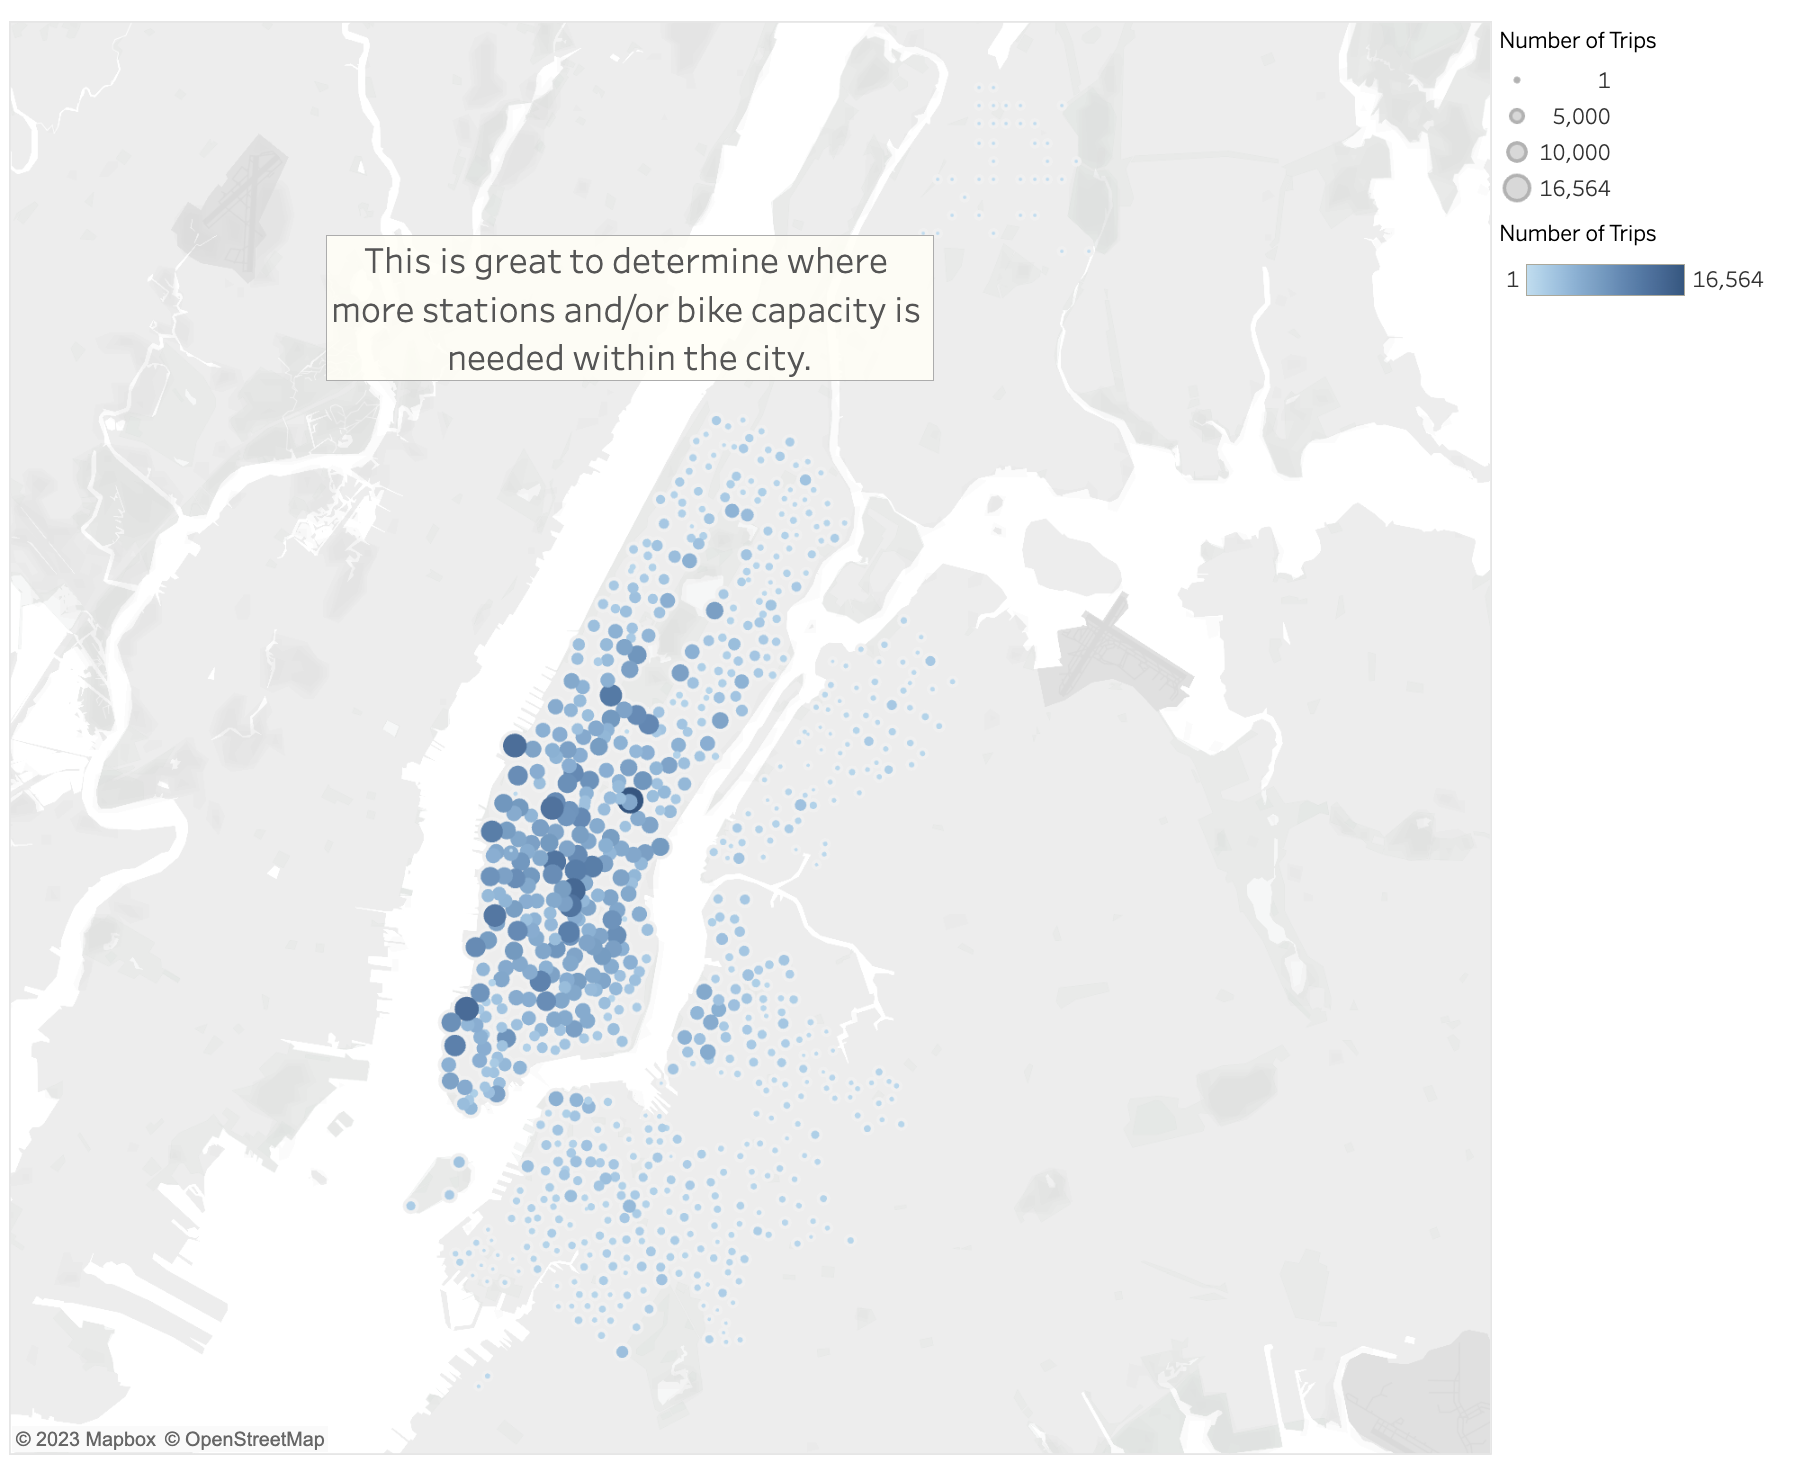 Number of Trips
1
5,000
10,000
16,564
Number of Trips
1 16,564
This is great to determine where
more stations and/or bike capacity is
needed within the city.
© 2023 Mapbox © OpenStreetMap